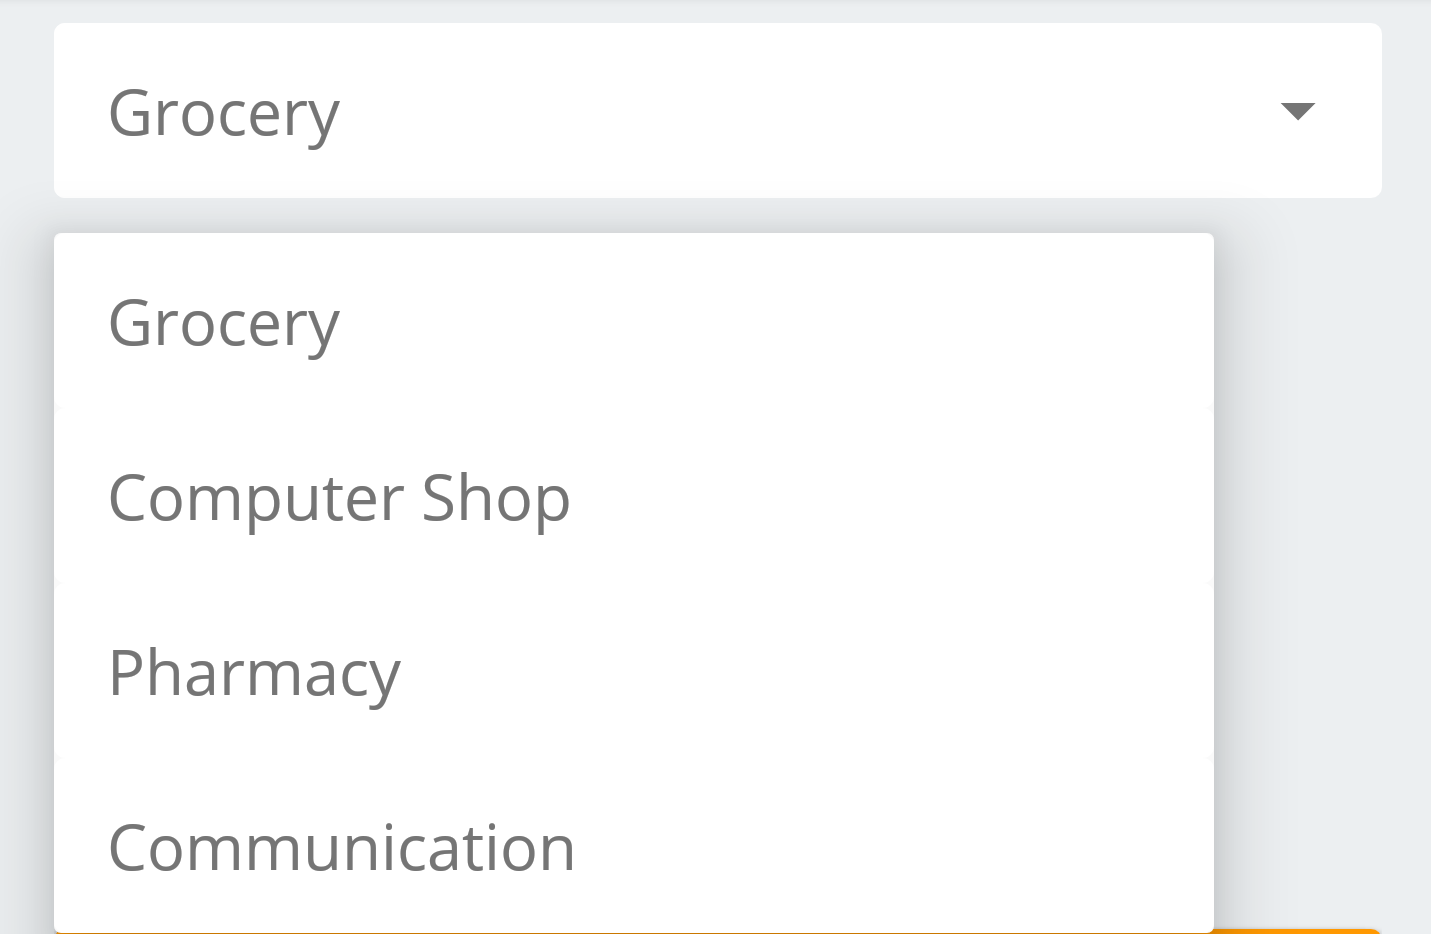 Grocery
Grocery
Computer Shop
Pharmacy
Communication